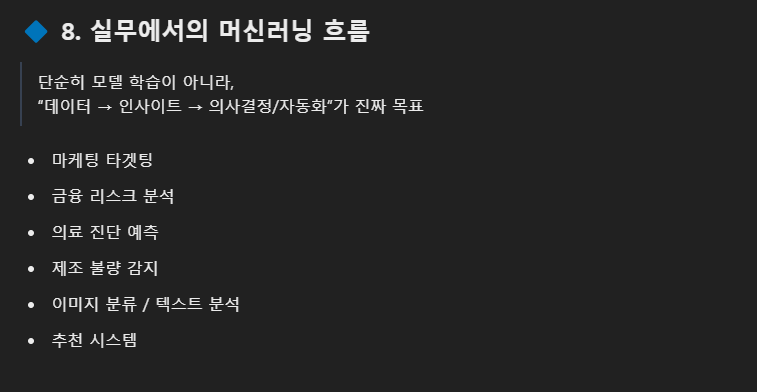 8. 실무에서의 머신러닝 흐름
단순히 모델 학습이 아니라,
“데이터 → 인사이트 → 의사결정/자동화”가 진짜 목표
• 마케팅 타겟팅
• 금융 리스크 분석
• 의료 진단 예측
• 제조 불량 감지
• 이미지 분류 / 텍스트 분석
• 추천 시스템